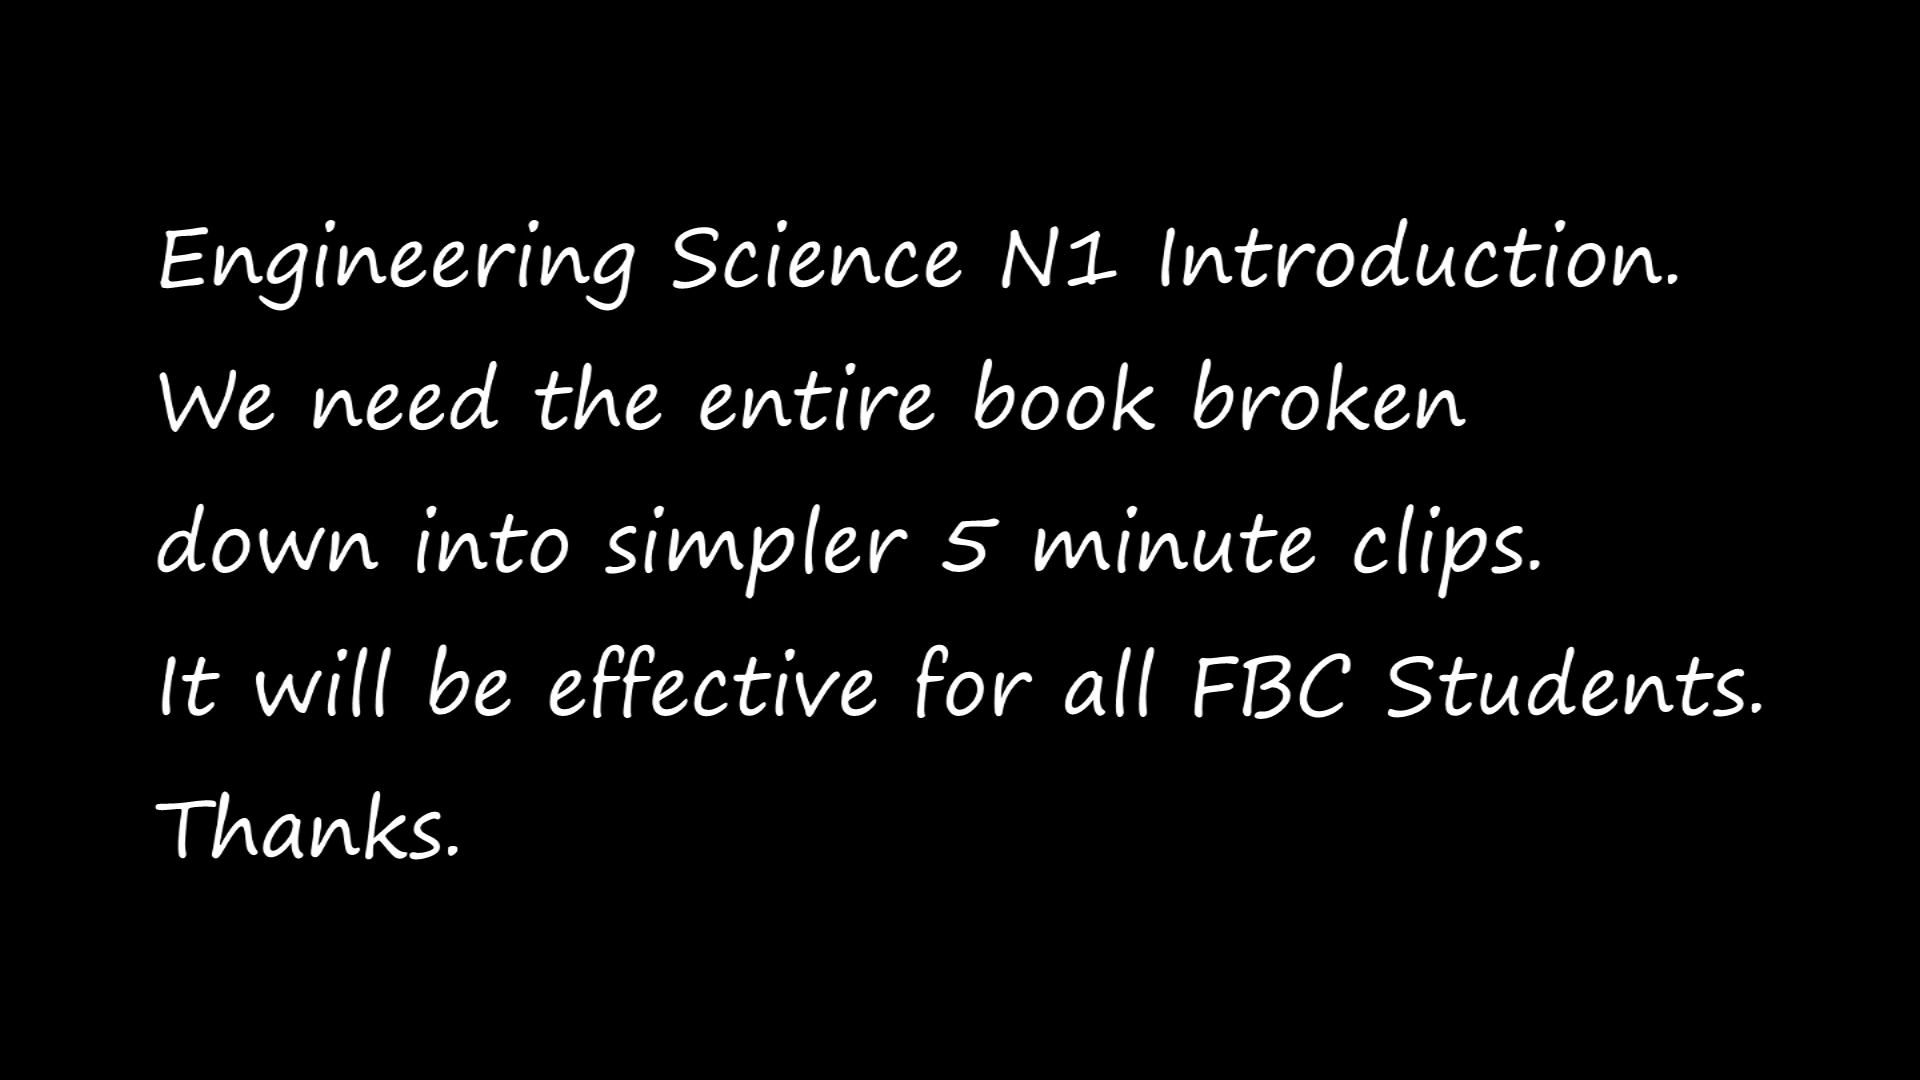 Engineering Science N1 Introduction.
We need the entire book broken
down into simpler 5 minute clips.
It will be effective for all FBC Students.
Thanks.